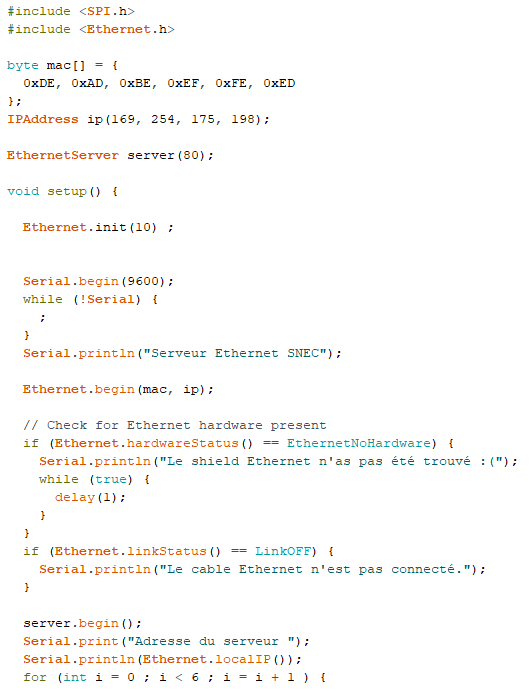 #include <SPI.h>
#include <Ethernet.h>
byte mac[] = {
0xDE, 0xAD, 0xBE, 0xEF, 0xFE, 0xED
};
IPAddress ip(169, 254, 175, 198);
EthernetServer server(80);
void setup() {
Ethernet.init(10) ;
Serial.begin(9600);
while (!Serial) {
;
}
Serial.println("Serveur Ethernet SNEC");
Ethernet.begin(mac, ip);
// Check for Ethernet hardware present
if (Ethernet.hardwareStatus() == EthernetNoHardware) {
Serial.println("Le shield Ethernet n'as pas été trouvé :(");
while (true) {
delay(1);
}
}
if (Ethernet.linkStatus() == LinkOFF) {
Serial.println("Le cable Ethernet n'est pas connecté.");
}
server.begin();
Serial.print("Adresse du serveur ");
Serial.println(Ethernet.localIP());
for (int i = 0 ; i < 6 ; i = i + 1 ) {